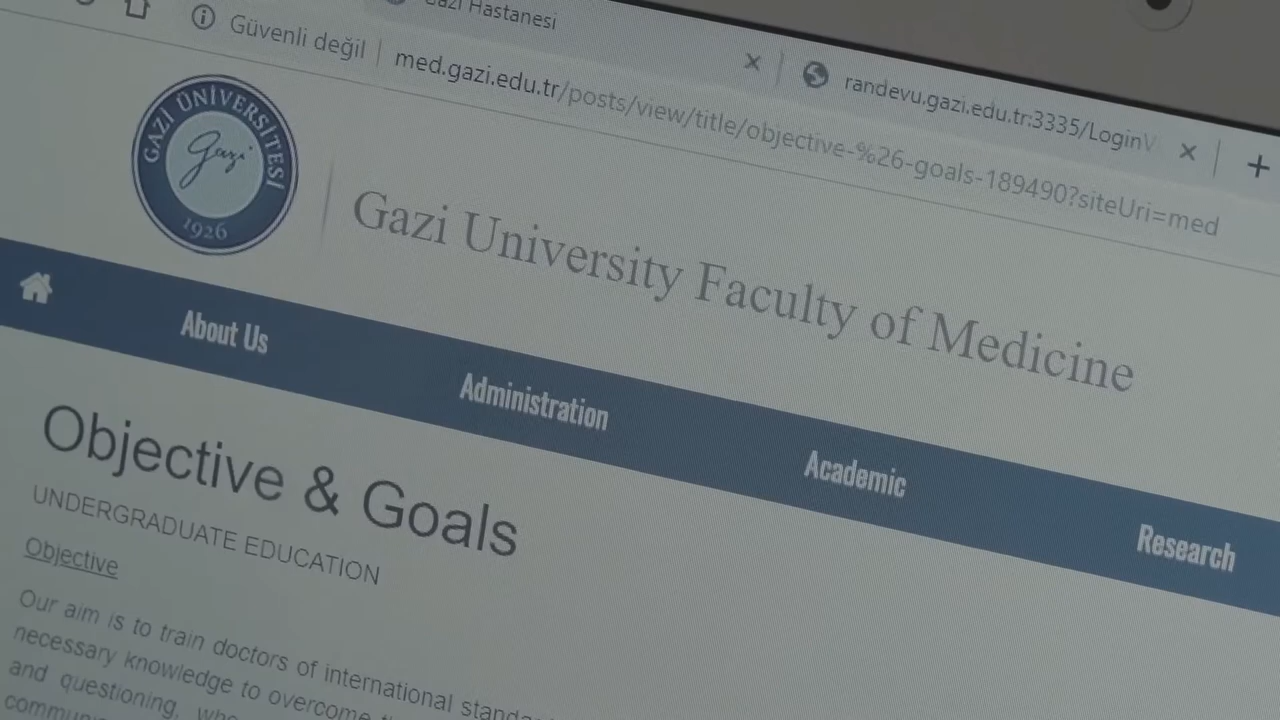 Gazi Hastanesi
randevu.gazi.edu.tr:3335/LoginV
Güvenli değil
med.gazi.edu.tr/posts/view/title/objective-%26-goals-189490?siteUri=med
GAZİ ÜNİVERSİTESİ
Gazi
1926
Gazi University Faculty of Medicine
About Us
Administration
Academic
Research
Objective & Goals
UNDERGRADUATE EDUCATION
Objective
Our aim is to train doctors of international
necessary knowledge to overcome
and questioning,